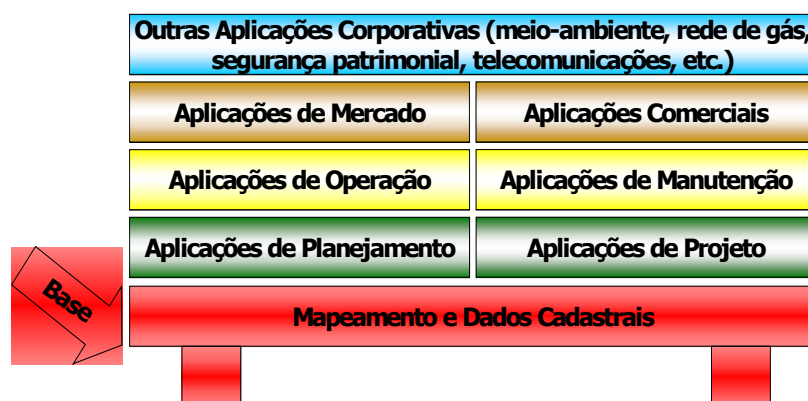 Outras Aplicações Corporativas (meio-ambiente, rede de gás,
segurança patrimonial, telecomunicações, etc.)
Aplicações de Mercado
Aplicações Comerciais
Aplicações de Operação
Aplicações de Manutenção
Aplicações de Planejamento
Aplicações de Projeto
Base
Mapeamento e Dados Cadastrais